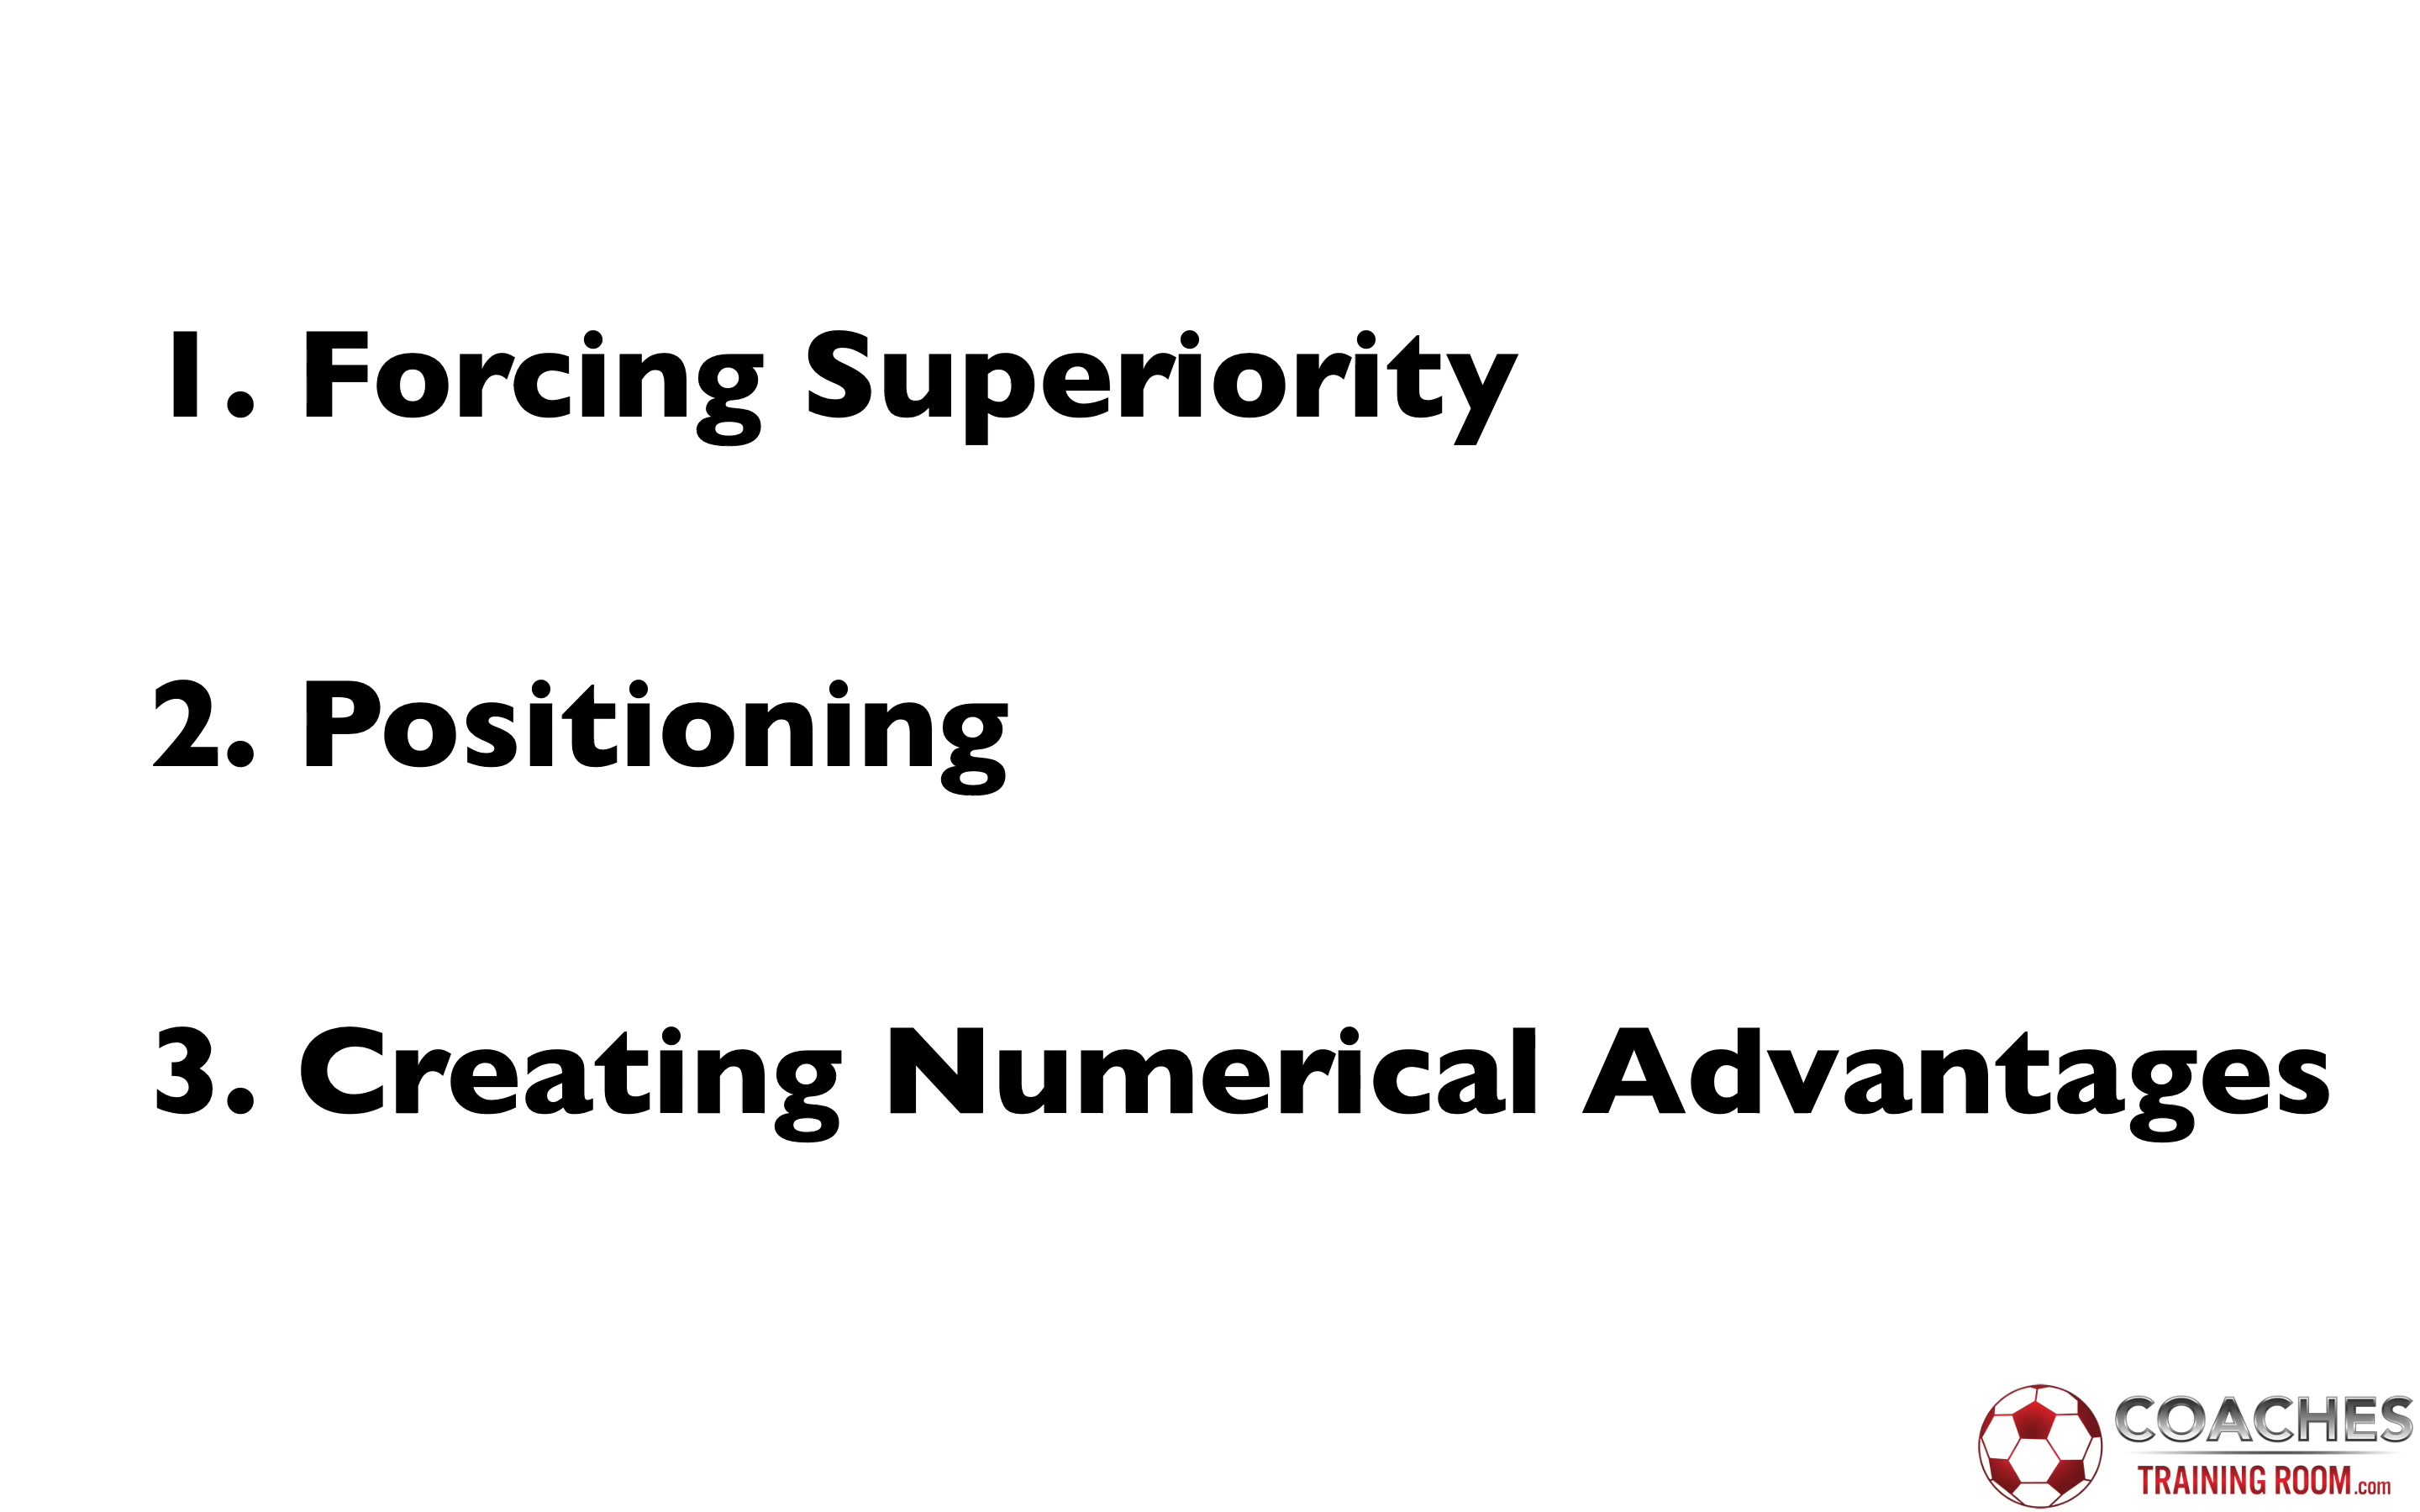 1. Forcing Superiority
2. Positioning
3. Creating Numerical Advantages
COACHES
TRAINING ROOM.com